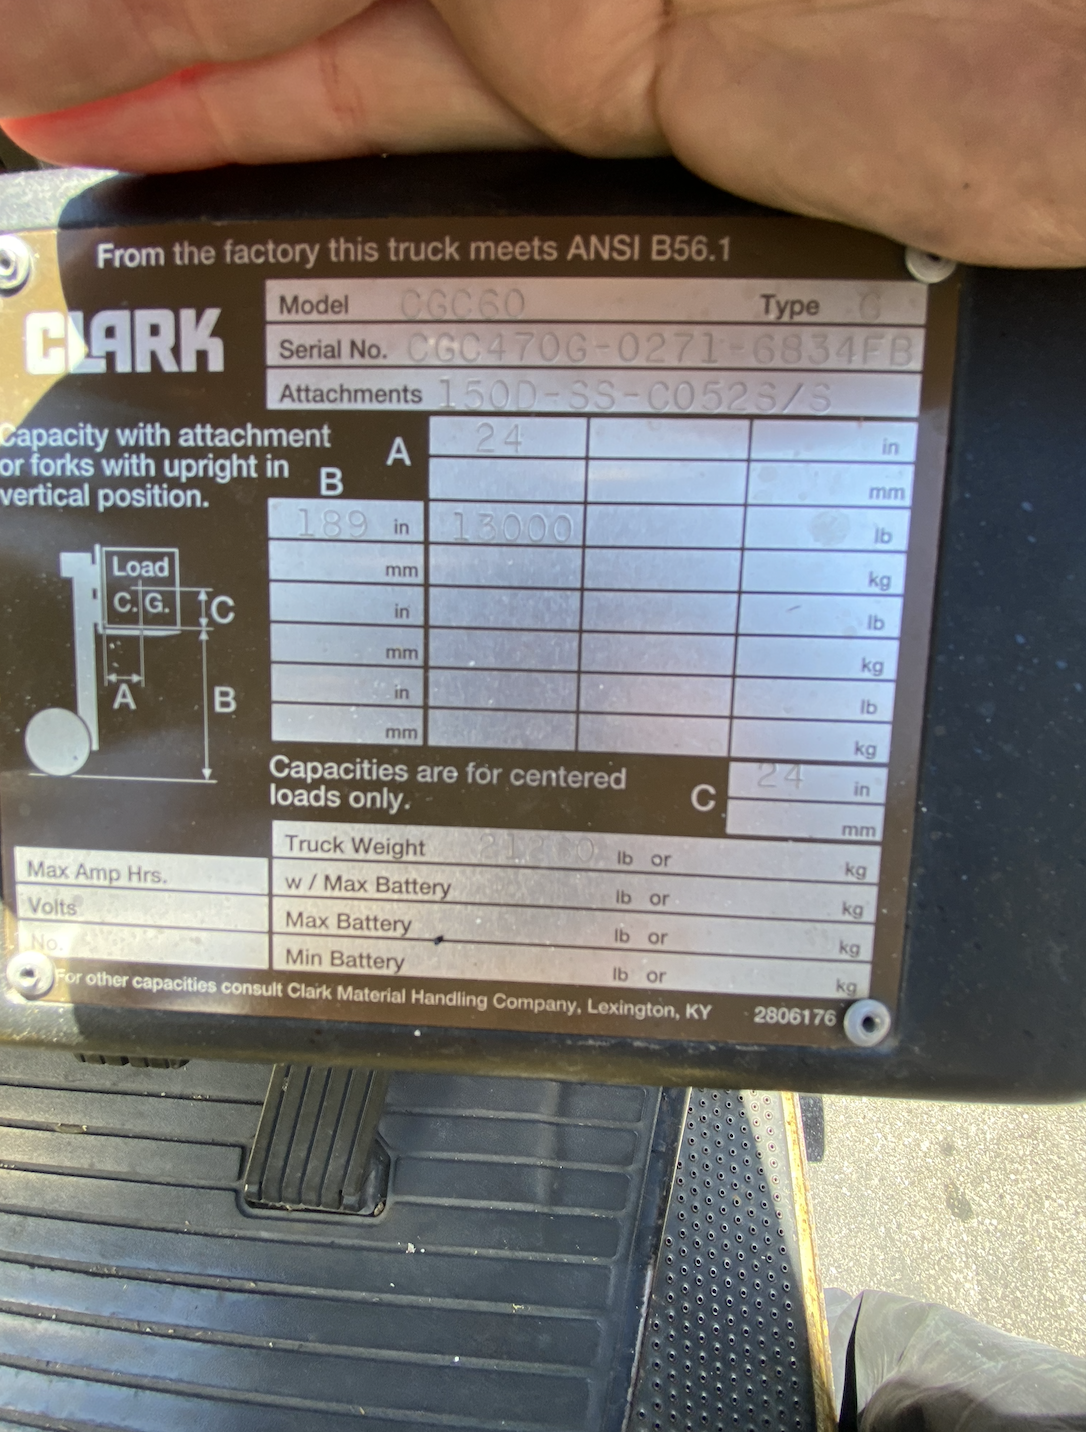 From the factory this truck meets ANSI B56.1
CLARK
Model CGC60 Type G
Serial No. CGC470G-0271-6834FB
Attachments 150D-SS-C052S/S
Capacity with attachment
or forks with upright in
vertical position.
A 24 in
mm
B
189 in 13000 lb
mm kg
in lb
mm kg
in lb
mm kg
Load
C.G.
C
A
B
Capacities are for centered
loads only.
C 24 in
mm
Truck Weight lb or kg
w / Max Battery lb or kg
Max Battery lb or kg
Min Battery lb or kg
Max Amp Hrs.
Volts
No.
For other capacities consult Clark Material Handling Company, Lexington, KY 2806176